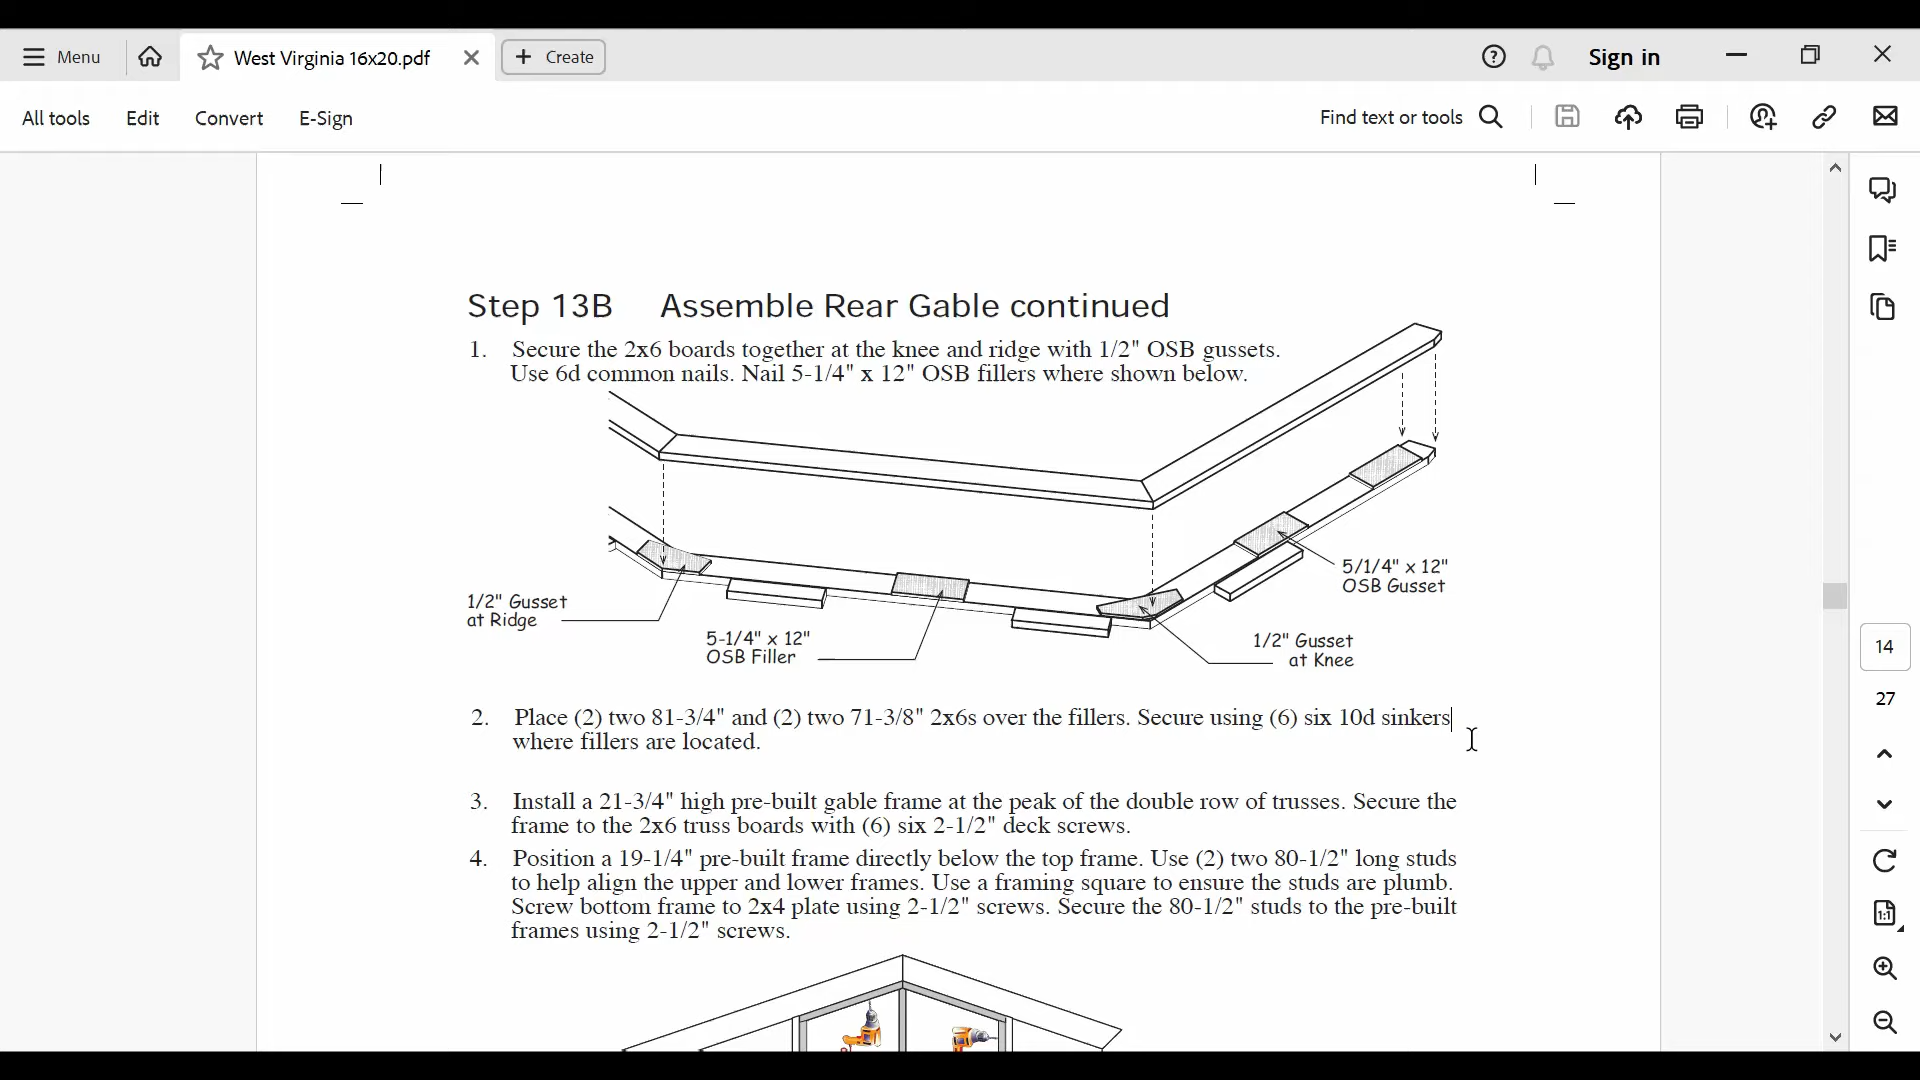 Menu
West Virginia 16x20.pdf
Create
Sign in
All tools
Edit
Convert
E-Sign
Find text or tools
Step 13B Assemble Rear Gable continued
1. Secure the 2x6 boards together at the knee and ridge with 1/2" OSB gussets.
Use 6d common nails. Nail 5-1/4" x 12" OSB fillers where shown below.
5/1/4" x 12"
OSB Gusset
1/2" Gusset
at Ridge
5-1/4" x 12"
OSB Filler
1/2" Gusset
at Knee
2. Place (2) two 81-3/4" and (2) two 71-3/8" 2x6s over the fillers. Secure using (6) six 10d sinkers
where fillers are located.
3. Install a 21-3/4" high pre-built gable frame at the peak of the double row of trusses. Secure the
frame to the 2x6 truss boards with (6) six 2-1/2" deck screws.
4. Position a 19-1/4" pre-built frame directly below the top frame. Use (2) two 80-1/2" long studs
to help align the upper and lower frames. Use a framing square to ensure the studs are plumb.
Screw bottom frame to 2x4 plate using 2-1/2" screws. Secure the 80-1/2" studs to the pre-built
frames using 2-1/2" screws.
14
27
1:1